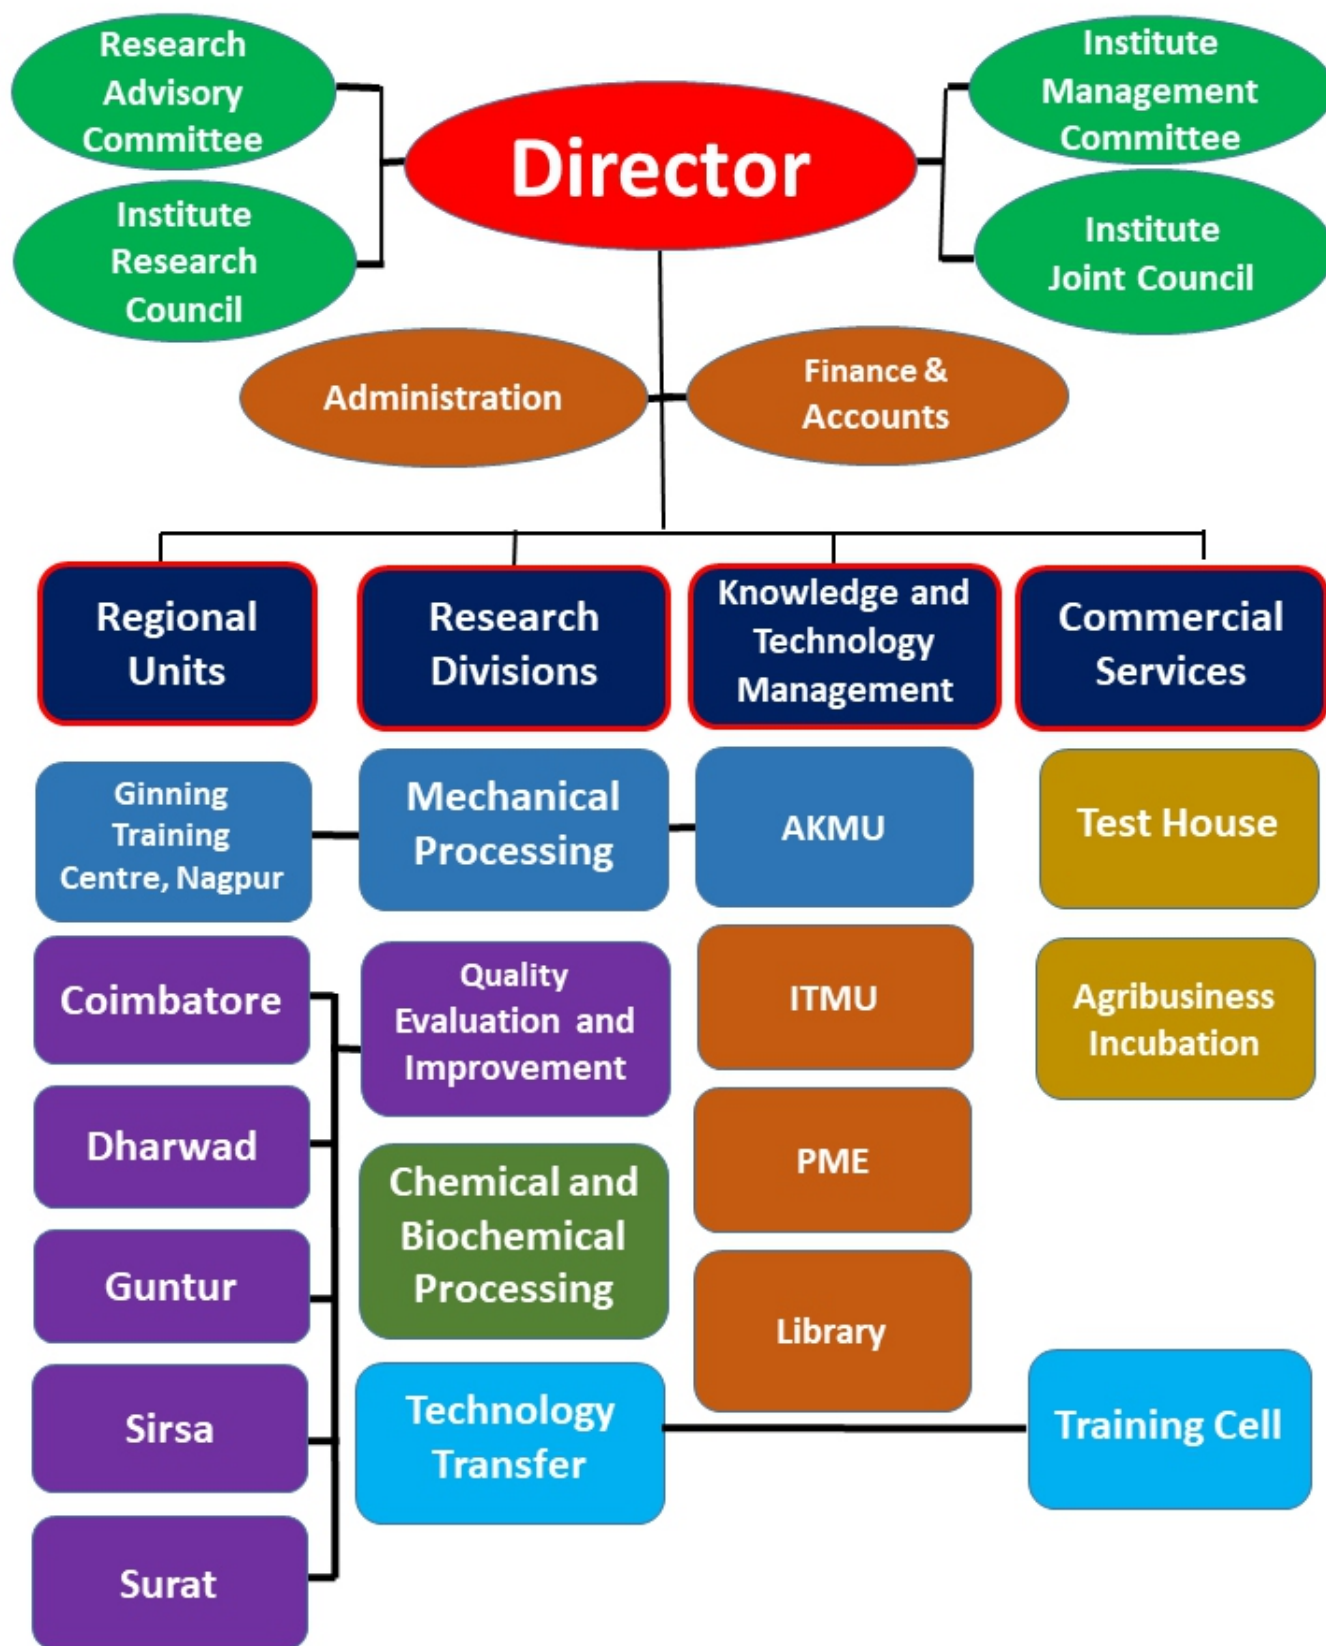 Research
Advisory
Committee
Institute
Management
Committee
Director
Institute
Research
Council
Institute
Joint Council
Administration
Finance &
Accounts
Regional
Units
Research
Divisions
Knowledge and
Technology
Management
Commercial
Services
Ginning
Training
Centre, Nagpur
Mechanical
Processing
AKMU
Test House
Coimbatore
Quality
Evaluation and
Improvement
ITMU
Agribusiness
Incubation
Dharwad
Chemical and
Biochemical
Processing
PME
Guntur
Library
Sirsa
Technology
Transfer
Training Cell
Surat